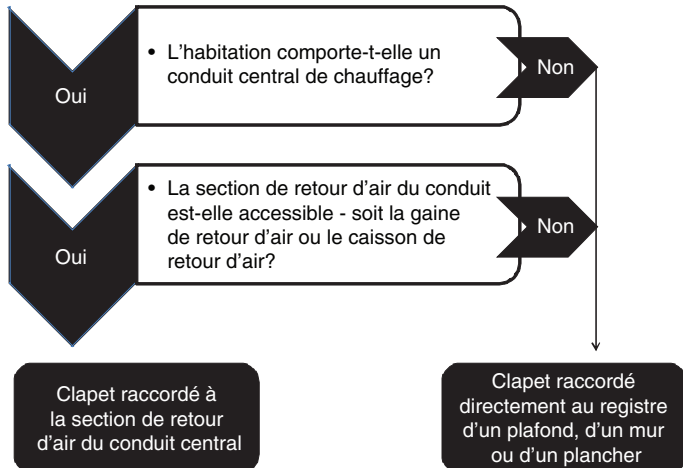 Oui
• L'habitation comporte-t-elle un
conduit central de chauffage?
Non
Oui
• La section de retour d'air du conduit
est-elle accessible - soit la gaine
de retour d'air ou le caisson de
retour d'air?
Non
Clapet raccordé à
la section de retour
d'air du conduit central
Clapet raccordé
directement au registre
d'un plafond, d'un mur
ou d'un plancher